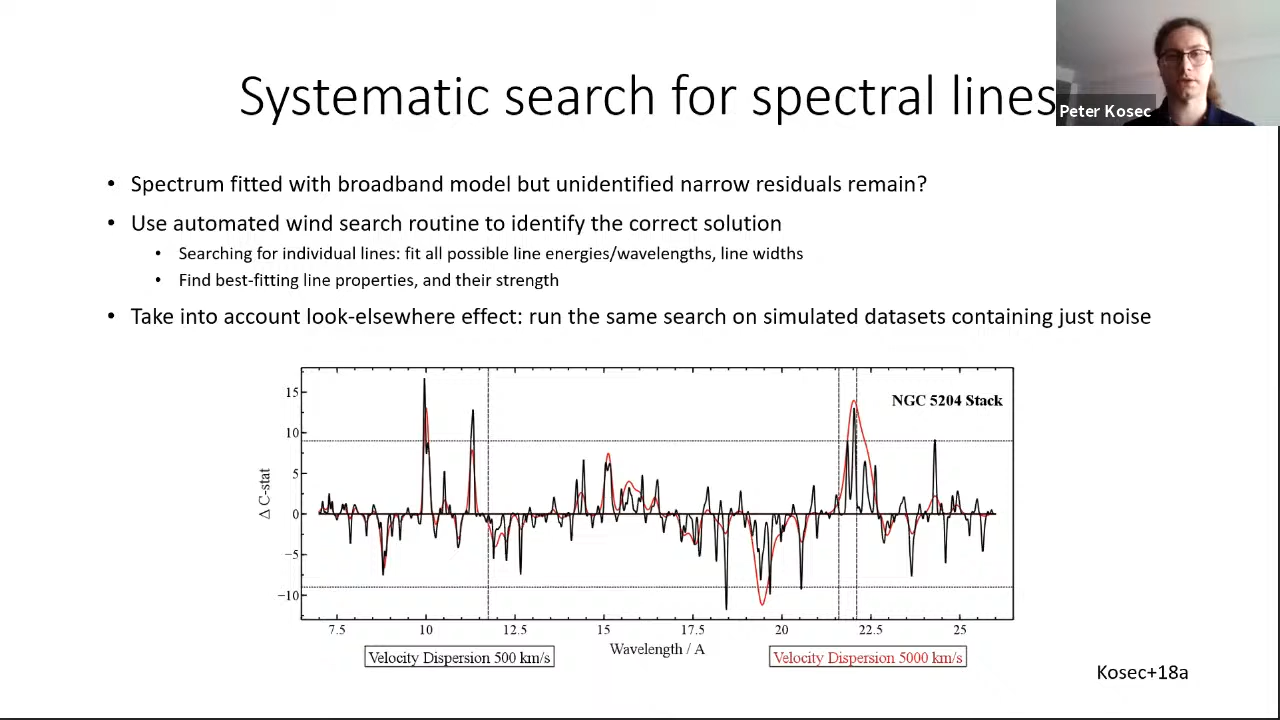 Systematic search for spectral lines
Peter Kosec
• Spectrum fitted with broadband model but unidentified narrow residuals remain?
• Use automated wind search routine to identify the correct solution
• Searching for individual lines: fit all possible line energies/wavelengths, line widths
• Find best-fitting line properties, and their strength
• Take into account look-elsewhere effect: run the same search on simulated datasets containing just noise
NGC 5204 Stack
15
10
5
0
−5
−10
Δ C-stat
7.5 10 12.5 15 17.5 20 22.5 25
Wavelength / A
Velocity Dispersion 500 km/s
Velocity Dispersion 5000 km/s
Kosec+18a